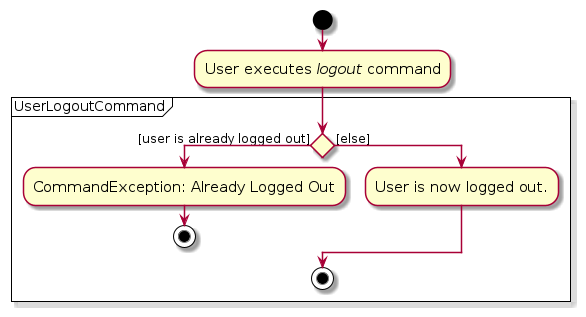 User executes logout command
UserLogoutCommand
[user is already logged out]
[else]
CommandException: Already Logged Out
User is now logged out.